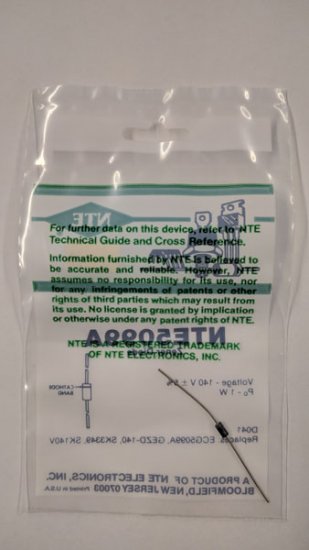 NTE
For further data on this device, refer to NTE
Technical Guide and Cross Reference.
Information furnished by NTE is believed to
be accurate and reliable. However, NTE
assumes no responsibility for its use, nor
for any infringements of patents or other
rights of third parties which may result from
its use. No license is granted by implication
or otherwise under any patent rights of NTE.
NTE5099A
NTE IS A REGISTERED TRADEMARK
OF NTE ELECTRONICS, INC.
CATHODE
BAND
Voltage - 140 V ± 5%
PD - 1 W
D041
Replaces ECG5099A, GEZD-140, SK3349, SK140V
A PRODUCT OF NTE ELECTRONICS, INC.
BLOOMFIELD, NEW JERSEY 07003 Printed in U.S.A.